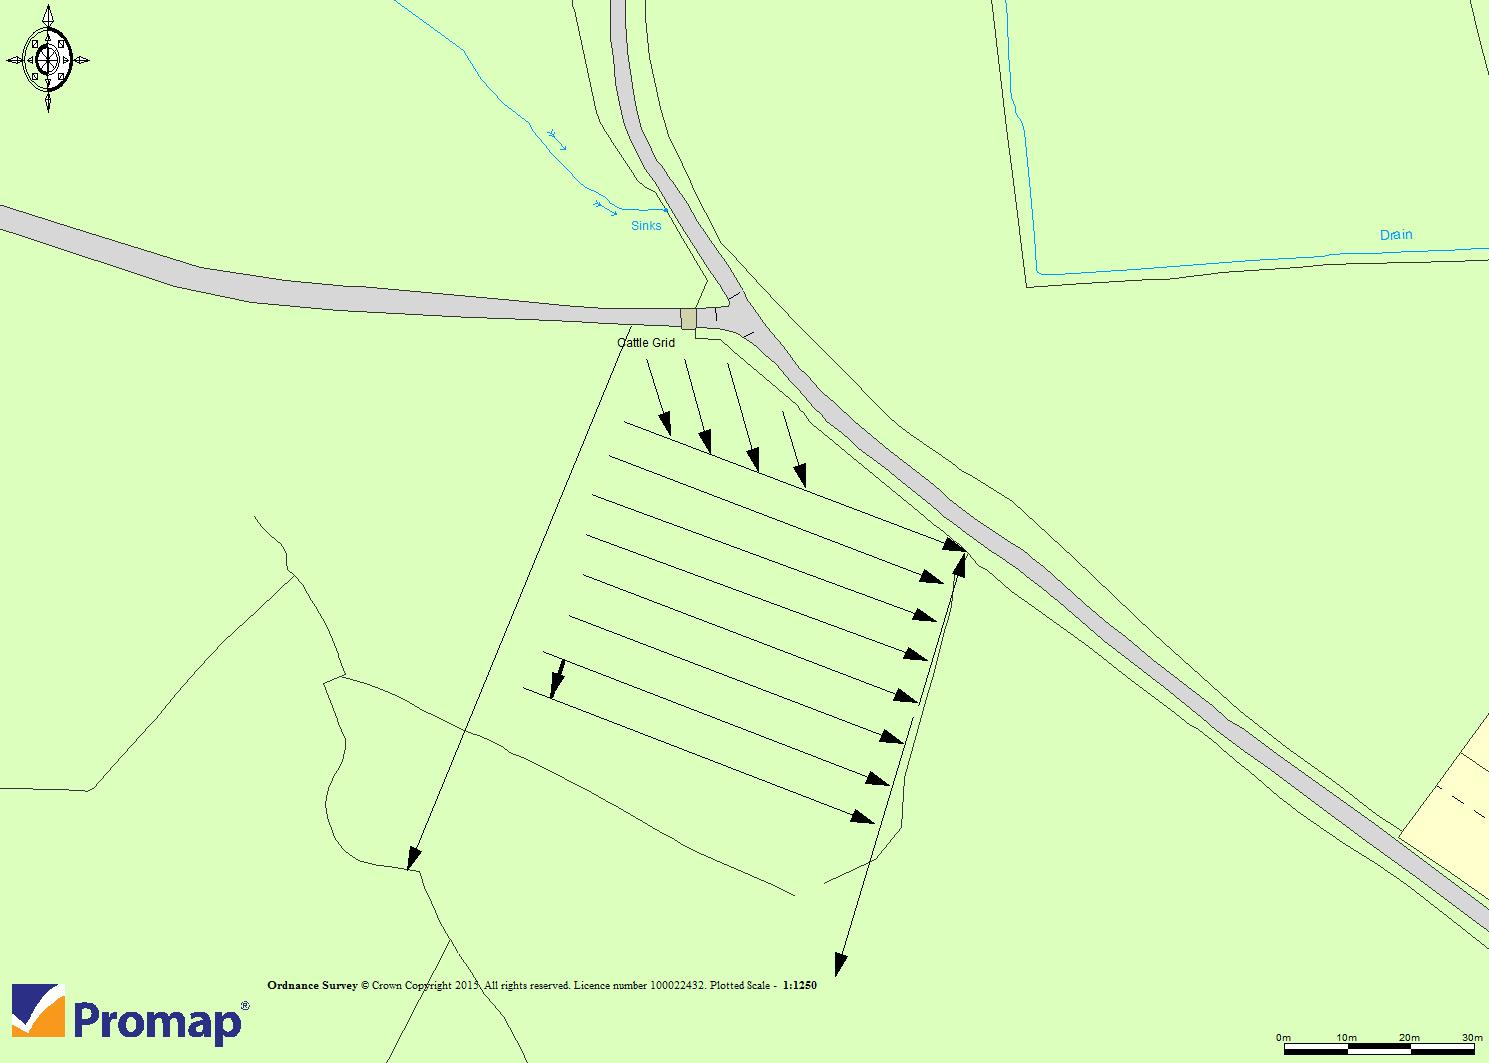 Sinks
Drain
Cattle Grid
Ordnance Survey © Crown Copyright 2015. All rights reserved. Licence number 100022432. Plotted Scale - 1:1250
Promap®
0m 10m 20m 30m